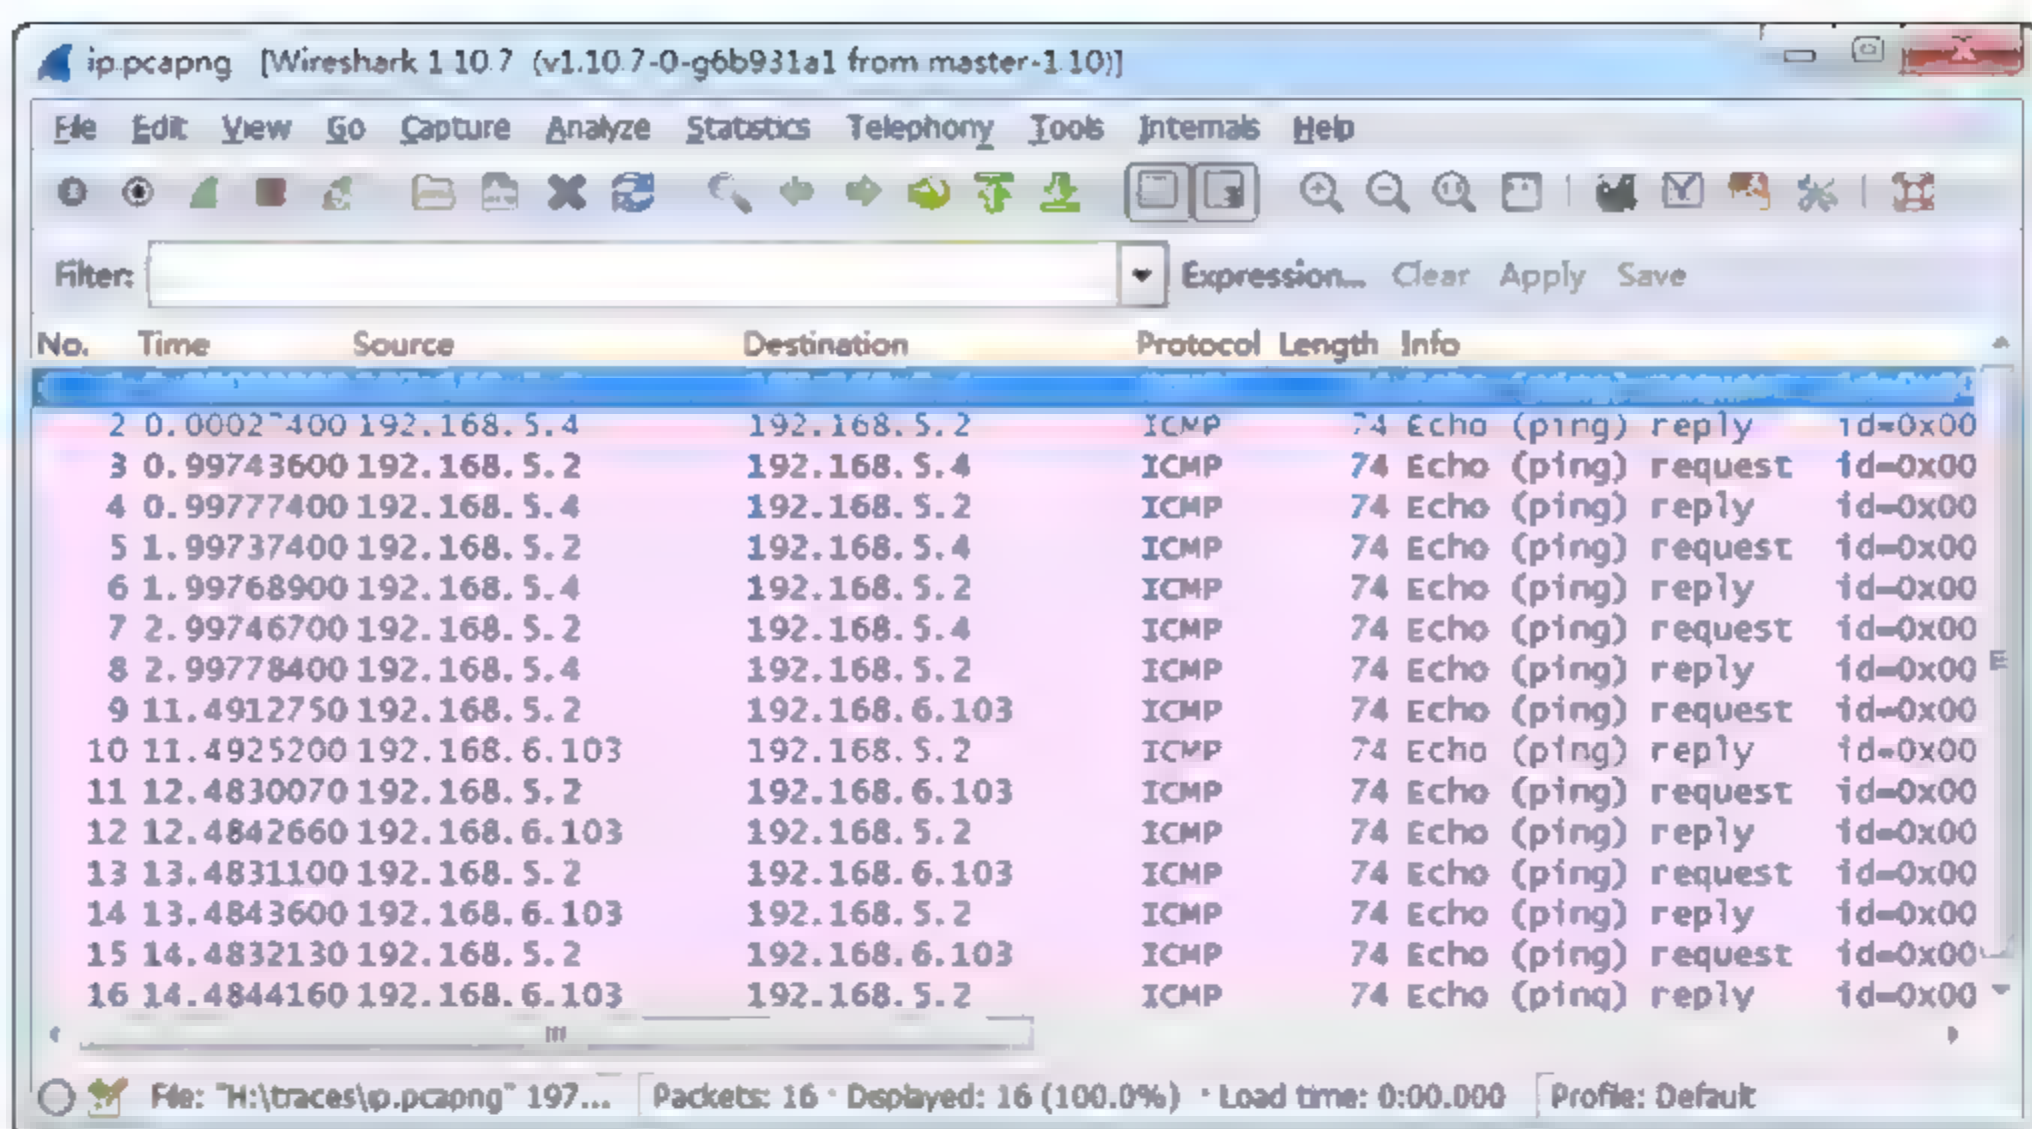 ip.pcapng [Wireshark 1.10.7 (v1.10.7-0-g6b931a1 from master-1.10)]
File Edit View Go Capture Analyze Statistics Telephony Tools Internals Help
Filter: Expression... Clear Apply Save
No. Time Source Destination Protocol Length Info
2 192.168.5.4 192.168.5.2 ICMP 74 Echo (ping) reply id=0x00
3 0.99743600 192.168.5.2 192.168.5.4 ICMP 74 Echo (ping) request id=0x00
4 0.99777400 192.168.5.4 192.168.5.2 ICMP 74 Echo (ping) reply id=0x00
5 1.99737400 192.168.5.2 192.168.5.4 ICMP 74 Echo (ping) request id=0x00
6 1.99768900 192.168.5.4 192.168.5.2 ICMP 74 Echo (ping) reply id=0x00
7 2.99746700 192.168.5.2 192.168.5.4 ICMP 74 Echo (ping) request id=0x00
8 2.99778400 192.168.5.4 192.168.5.2 ICMP 74 Echo (ping) reply id=0x00
9 11.4912750 192.168.5.2 192.168.6.103 ICMP 74 Echo (ping) request id=0x00
10 11.4925200 192.168.6.103 192.168.5.2 ICMP 74 Echo (ping) reply id=0x00
11 12.4830070 192.168.5.2 192.168.6.103 ICMP 74 Echo (ping) request id=0x00
12 12.4842660 192.168.6.103 192.168.5.2 ICMP 74 Echo (ping) reply id=0x00
13 13.4831100 192.168.5.2 192.168.6.103 ICMP 74 Echo (ping) request id=0x00
14 13.4843600 192.168.6.103 192.168.5.2 ICMP 74 Echo (ping) reply id=0x00
15 14.4832130 192.168.5.2 192.168.6.103 ICMP 74 Echo (ping) request id=0x00
16 14.4844160 192.168.6.103 192.168.5.2 ICMP 74 Echo (ping) reply id=0x00
File: "H:\traces\ip.pcapng" 197... Packets: 16 · Displayed: 16 (100.0%) · Load time: 0:00.000 Profile: Default